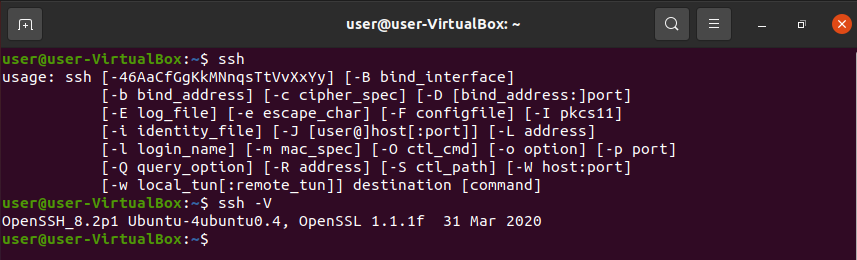 user@user-VirtualBox: ~
user@user-VirtualBox:~$ ssh
usage: ssh [-46AaCfGgKkMNnqsTtVvXxYy] [-B bind_interface]
           [-b bind_address] [-c cipher_spec] [-D [bind_address:]port]
           [-E log_file] [-e escape_char] [-F configfile] [-I pkcs11]
           [-i identity_file] [-J [user@]host[:port]] [-L address]
           [-l login_name] [-m mac_spec] [-O ctl_cmd] [-o option] [-p port]
           [-Q query_option] [-R address] [-S ctl_path] [-W host:port]
           [-w local_tun[:remote_tun]] destination [command]
user@user-VirtualBox:~$ ssh -V
OpenSSH_8.2p1 Ubuntu-4ubuntu0.4, OpenSSL 1.1.1f  31 Mar 2020
user@user-VirtualBox:~$